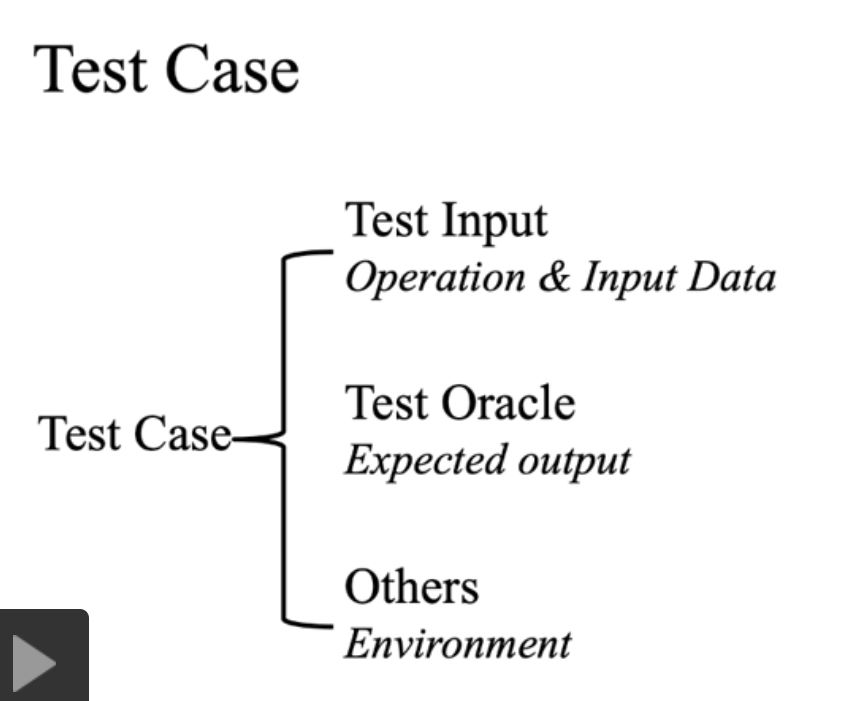 Test Case
Test Input
Operation & Input Data
Test Case
Test Oracle
Expected output
Others
Environment